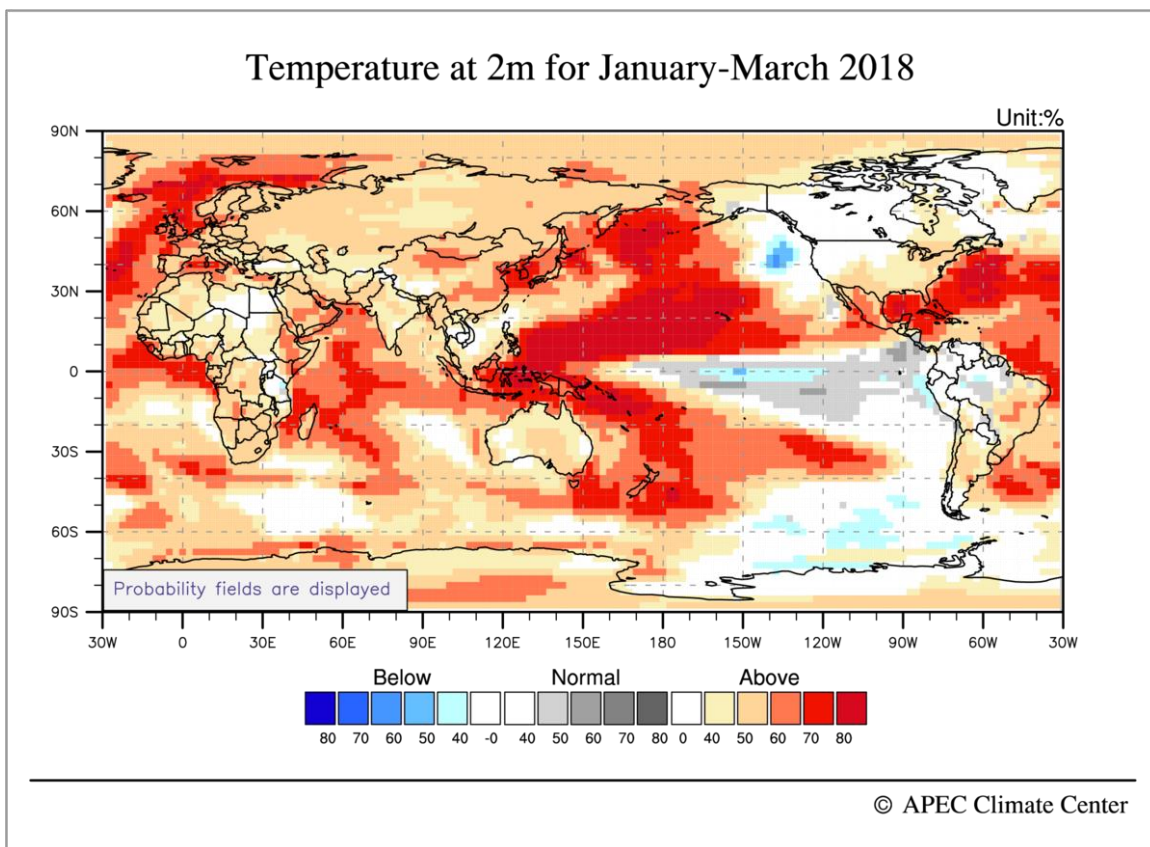 Temperature at 2m for January-March 2018
Unit:%
90N
60N
30N
0
30S
60S
90S
Probability fields are displayed
30W 0 30E 60E 90E 120E 150E 180 150W 120W 90W 60W 30W
Below Normal Above
80 70 60 50 40 -0 40 50 60 70 80 0 40 50 60 70 80
© APEC Climate Center